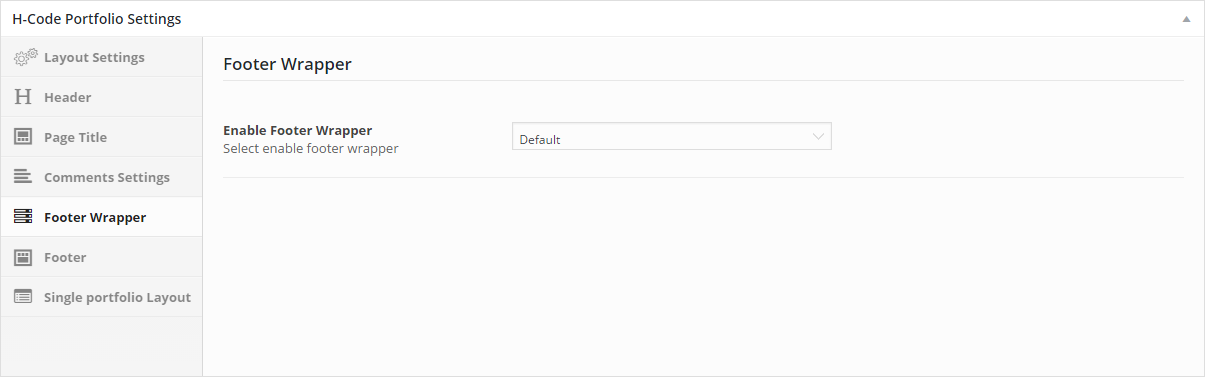 H-Code Portfolio Settings
Layout Settings
Header
Page Title
Comments Settings
Footer Wrapper
Footer
Single portfolio Layout
Footer Wrapper
Enable Footer Wrapper
Select enable footer wrapper
Default